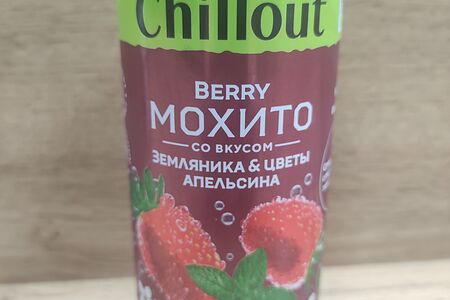 Chillout
BERRY
МОХИТО
СО ВКУСОМ
ЗЕМЛЯНИКА & ЦВЕТЫ
АПЕЛЬСИНА